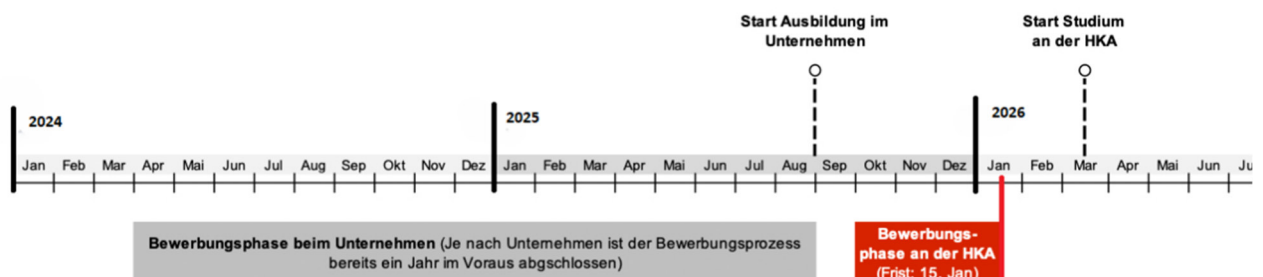 Start Ausbildung im
Unternehmen
Start Studium
an der HKA
2024
2025
2026
Jan Feb Mar Apr Mai Jun Jul Aug Sep Okt Nov Dez Jan Feb Mar Apr Mai Jun Jul Aug Sep Okt Nov Dez Jan Feb Mar Apr Mai Jun Ju
Bewerbungsphase beim Unternehmen (Je nach Unternehmen ist der Bewerbungsprozess
bereits ein Jahr im Voraus abgschlossen)
Bewerbungs-
phase an der HKA
(Frist: 15. Jan)